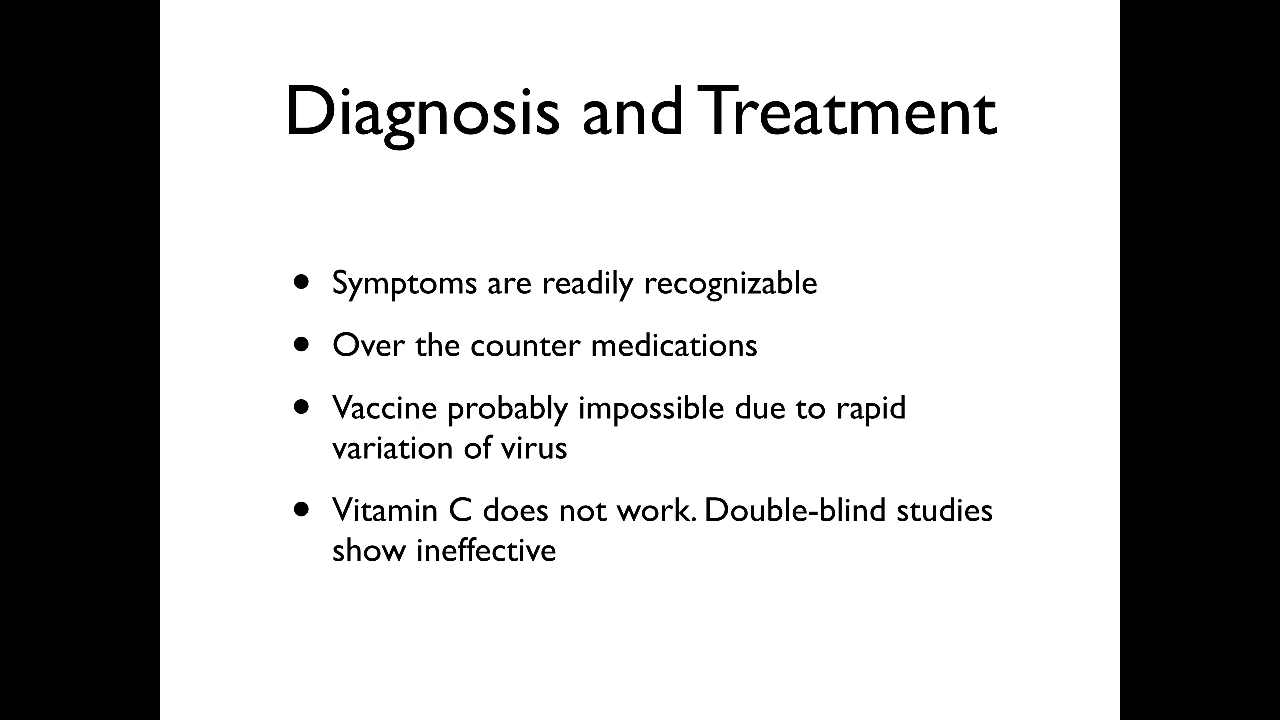 Diagnosis and Treatment
• Symptoms are readily recognizable
• Over the counter medications
• Vaccine probably impossible due to rapid
variation of virus
• Vitamin C does not work. Double-blind studies
show ineffective